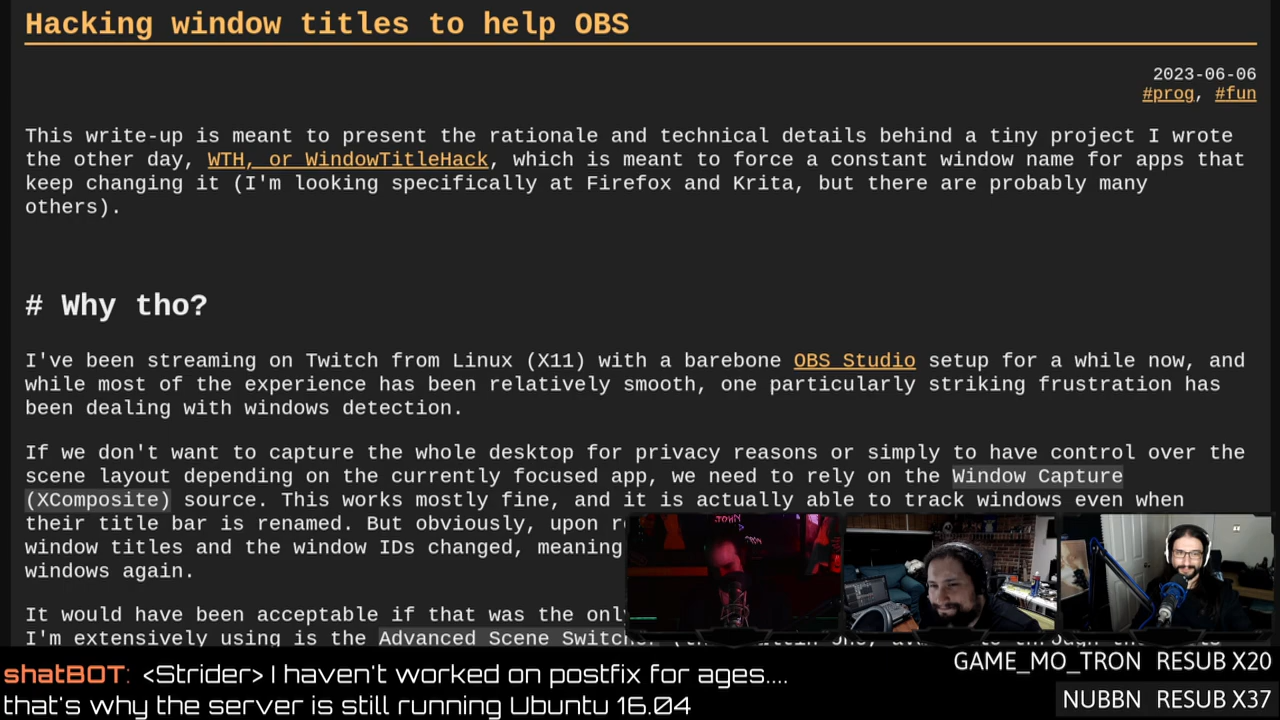 Hacking window titles to help OBS
2023-06-06
#prog, #fun
This write-up is meant to present the rationale and technical details behind a tiny project I wrote
the other day, WTH, or WindowTitleHack, which is meant to force a constant window name for apps that
keep changing it (I'm looking specifically at Firefox and Krita, but there are probably many
others).
# Why tho?
I've been streaming on Twitch from Linux (X11) with a barebone OBS Studio setup for a while now, and
while most of the experience has been relatively smooth, one particularly striking frustration has
been dealing with windows detection.
If we don't want to capture the whole desktop for privacy reasons or simply to have control over the
scene layout depending on the currently focused app, we need to rely on the Window Capture
(XComposite) source. This works mostly fine, and it is actually able to track windows even when
their title bar is renamed. But obviously, upon
window titles and the window IDs changed, meaning
windows again.
It would have been acceptable if that was the
I'm extensively using is the Advanced Scene
shatBOT: <Strider> I haven't worked on postfix for ages....
that's why the server is still running Ubuntu 16.04
GAME_MO_TRON RESUB X20
NUBBN RESUB X37